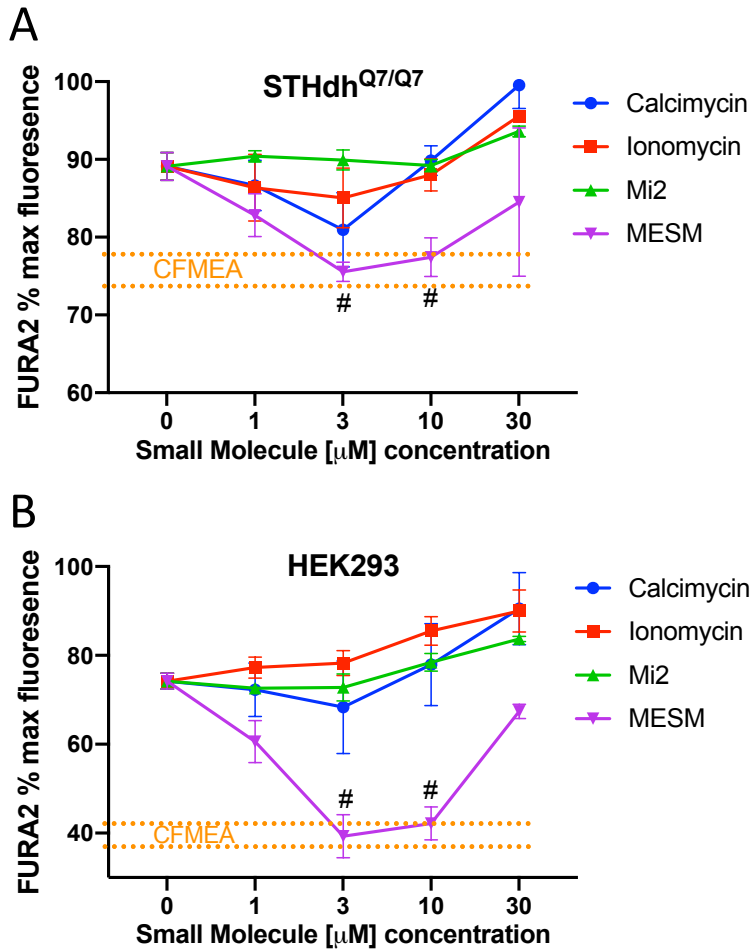 A
STHdh^Q7/Q7
FURA2 % max fluoresence
100
90
80
70
60
CFMEA
#
#
0
1
3
10
30
Small Molecule [μM] concentration
Calcimycin
Ionomycin
Mi2
MESM
B
HEK293
FURA2 % max fluoresence
100
80
60
40
CFMEA
#
#
0
1
3
10
30
Small Molecule [μM] concentration
Calcimycin
Ionomycin
Mi2
MESM